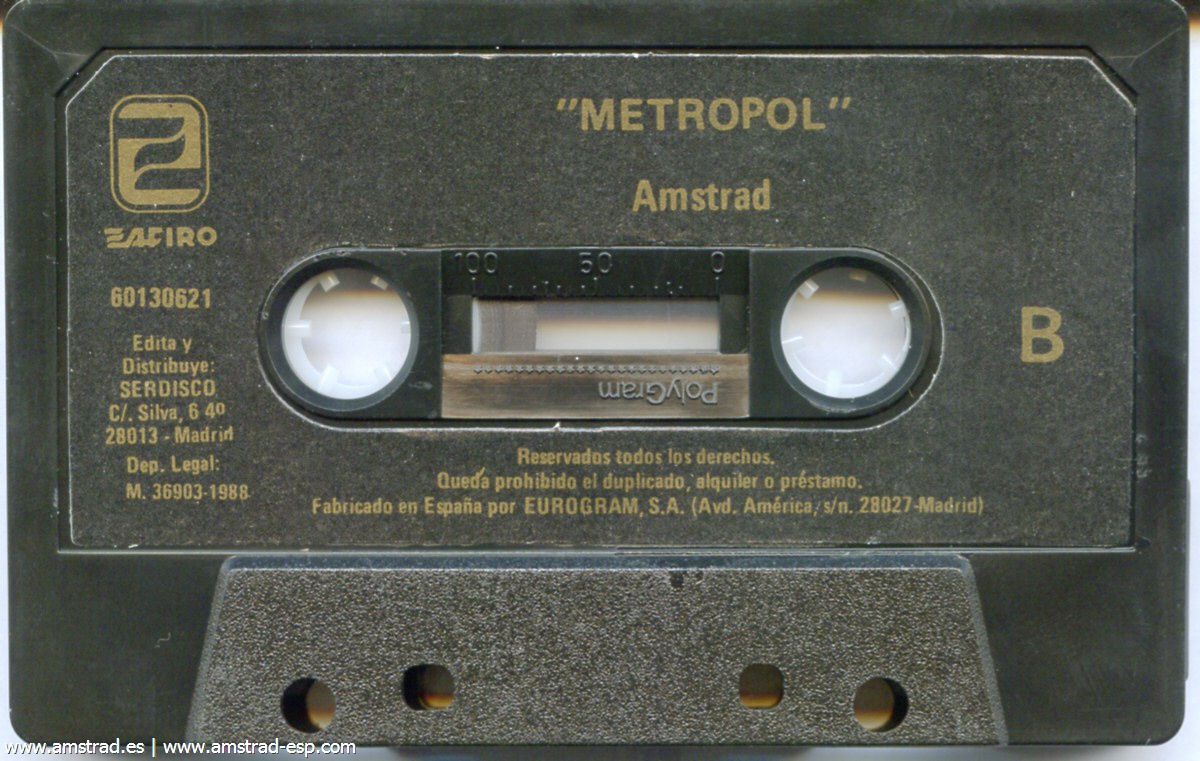 "METROPOL"
Amstrad
ZAFIRO
60130621
Edita y
Distribuye:
SERDISCO
C/. Silva, 6 4º
28013 - Madrid
Dep. Legal:
M. 36903-1988
100 50 0
PolyGram
B
Reservados todos los derechos.
Queda prohibido el duplicado, alquiler o préstamo.
Fabricado en España por EUROGRAM, S.A. (Avd. América, s/n. 28027-Madrid)
www.amstrad.es | www.amstrad-esp.com